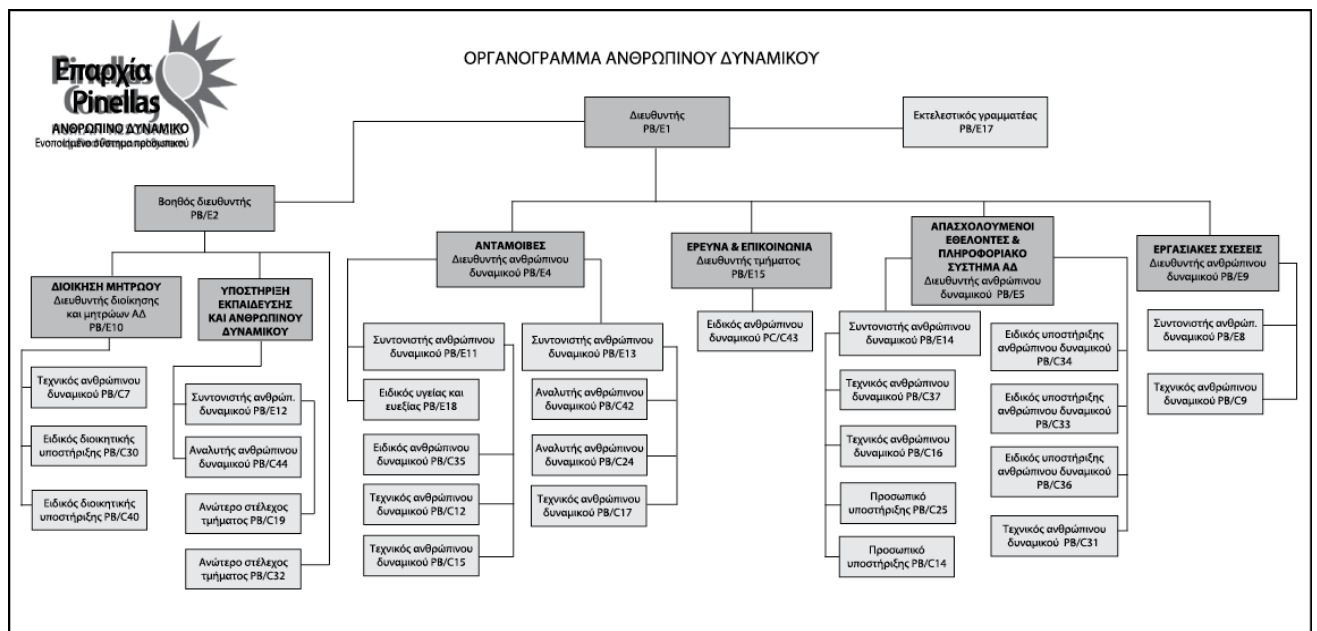 Επαρχία
Pinellas
ΑΝΘΡΩΠΙΝΟ ΔΥΝΑΜΙΚΟ
Ενοποιημένο σύστημα προσωπικού
ΟΡΓΑΝΟΓΡΑΜΜΑ ΑΝΘΡΩΠΙΝΟΥ ΔΥΝΑΜΙΚΟΥ
Διευθυντής
PB/E1
Εκτελεστικός γραμματέας
PB/E17
Βοηθός διευθυντής
PB/E2
ΔΙΟΙΚΗΣΗ ΜΗΤΡΩΟΥ
Διευθυντής διοίκησης
και μητρώων ΑΔ
PB/E10
Τεχνικός ανθρώπινου
δυναμικού PB/C7
Ειδικός διοικητικής
υποστήριξης PB/C30
Ειδικός διοικητικής
υποστήριξης PB/C40
ΥΠΟΣΤΗΡΙΞΗ
ΕΚΠΑΙΔΕΥΣΗΣ
ΚΑΙ ΑΝΘΡΩΠΙΝΟΥ
ΔΥΝΑΜΙΚΟΥ
Συντονιστής ανθρώπ.
δυναμικού PB/E12
Αναλυτής ανθρώπινου
δυναμικού PB/C44
Ανώτερο στέλεχος
τμήματος PB/C19
Ανώτερο στέλεχος
τμήματος PB/C32
ΑΝΤΑΜΟΙΒΕΣ
Διευθυντής ανθρώπινου
δυναμικού PB/E4
Συντονιστής ανθρώπινου
δυναμικού PB/E11
Ειδικός υγείας και
ευεξίας PB/E18
Ειδικός ανθρώπινου
δυναμικού PB/C35
Τεχνικός ανθρώπινου
δυναμικού PB/C12
Τεχνικός ανθρώπινου
δυναμικού PB/C15
Συντονιστής ανθρώπινου
δυναμικού PB/E13
Αναλυτής ανθρώπινου
δυναμικού PB/C42
Αναλυτής ανθρώπινου
δυναμικού PB/C24
Τεχνικός ανθρώπινου
δυναμικού PB/C17
ΕΡΕΥΝΑ & ΕΠΙΚΟΙΝΩΝΙΑ
Διευθυντής τμήματος
PB/E15
Ειδικός ανθρώπινου
δυναμικού PC/C43
ΑΠΑΣΧΟΛΟΥΜΕΝΟΙ
ΕΘΕΛΟΝΤΕΣ &
ΠΛΗΡΟΦΟΡΙΑΚΟ
ΣΥΣΤΗΜΑ ΑΔ
Διευθυντής ανθρώπινου
δυναμικού PB/E5
Συντονιστής ανθρώπινου
δυναμικού PB/E14
Τεχνικός ανθρώπινου
δυναμικού PB/C37
Τεχνικός ανθρώπινου
δυναμικού PB/C16
Προσωπικό
υποστήριξης PB/C25
Προσωπικό
υποστήριξης PB/C14
Ειδικός υποστήριξης
ανθρώπινου δυναμικού
PB/C34
Ειδικός υποστήριξης
ανθρώπινου δυναμικού
PB/C33
Ειδικός υποστήριξης
ανθρώπινου δυναμικού
PB/C36
Τεχνικός ανθρώπινου
δυναμικού PB/C31
ΕΡΓΑΣΙΑΚΕΣ ΣΧΕΣΕΙΣ
Διευθυντής ανθρώπινου
δυναμικού PB/E9
Συντονιστής ανθρώπ.
δυναμικού PB/E8
Τεχνικός ανθρώπινου
δυναμικού PB/C9